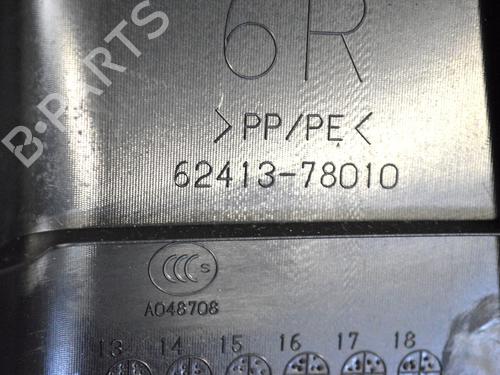 6R
>PP/PE<
62413-78010
CCC S
A048708
13 14 15 16 17 18
B-PARTS